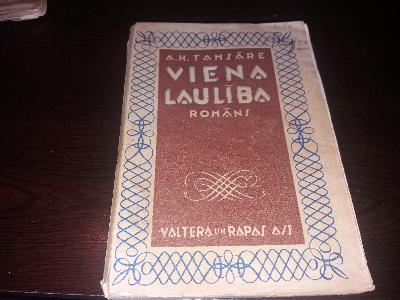 A.H. TAMSĀRE
VIENA
LAULĪBA
ROMĀNS
VALTERA UN RAPAS A/S